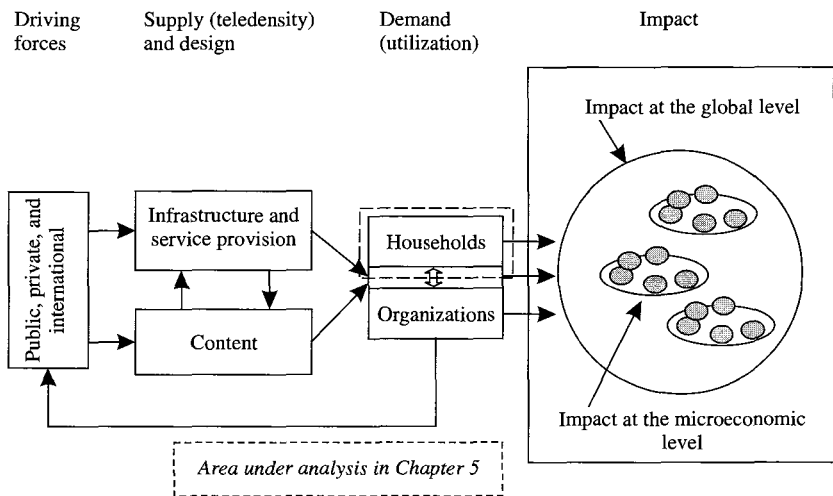 Driving
forces
Supply (teledensity)
and design
Demand
(utilization)
Impact
Impact at the global level
Public, private, and
international
Infrastructure and
service provision
Content
Households
Organizations
Impact at the microeconomic
level
Area under analysis in Chapter 5